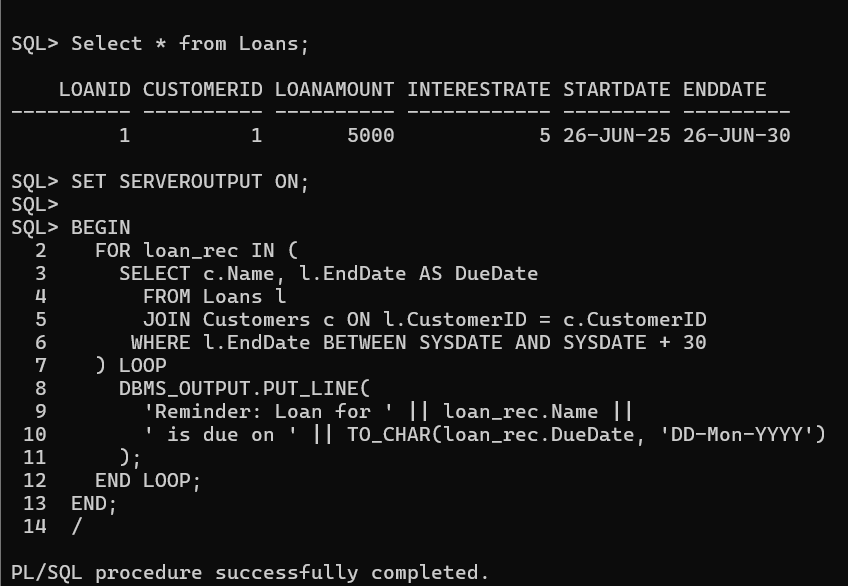 SQL> Select * from Loans;
    LOANID CUSTOMERID LOANAMOUNT INTERESTRATE STARTDATE ENDDATE
---------- ---------- ---------- ------------ --------- ---------
         1          1       5000            5 26-JUN-25 26-JUN-30
SQL> SET SERVEROUTPUT ON;
SQL>
SQL> BEGIN
  2    FOR loan_rec IN (
  3      SELECT c.Name, l.EndDate AS DueDate
  4        FROM Loans l
  5        JOIN Customers c ON l.CustomerID = c.CustomerID
  6       WHERE l.EndDate BETWEEN SYSDATE AND SYSDATE + 30
  7    ) LOOP
  8      DBMS_OUTPUT.PUT_LINE(
  9        'Reminder: Loan for ' || loan_rec.Name ||
 10        ' is due on ' || TO_CHAR(loan_rec.DueDate, 'DD-Mon-YYYY')
 11      );
 12    END LOOP;
 13  END;
 14  /
PL/SQL procedure successfully completed.